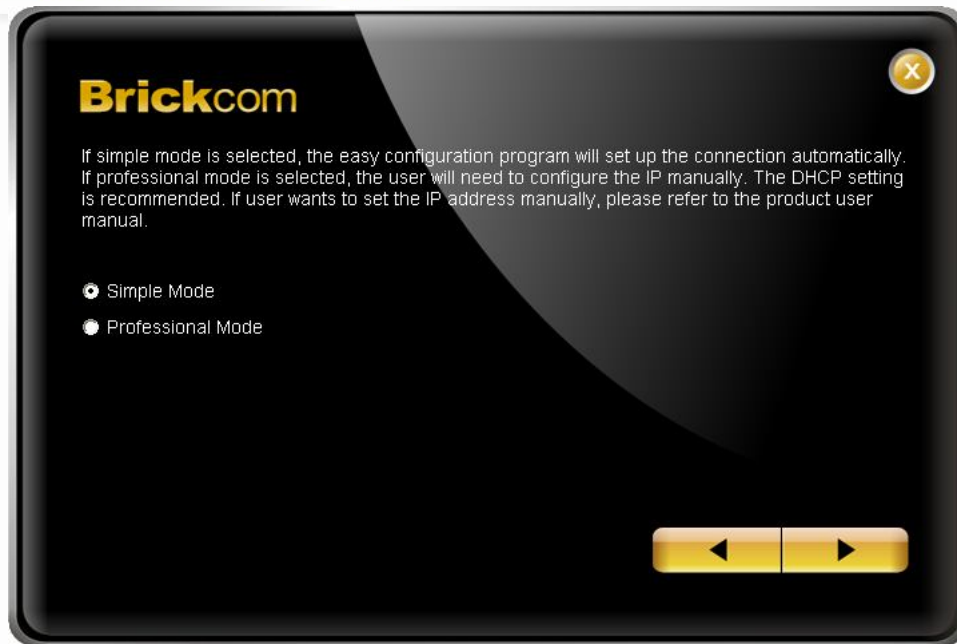 Brickcom
If simple mode is selected, the easy configuration program will set up the connection automatically.
If professional mode is selected, the user will need to configure the IP manually. The DHCP setting
is recommended. If user wants to set the IP address manually, please refer to the product user
manual.
Simple Mode
Professional Mode